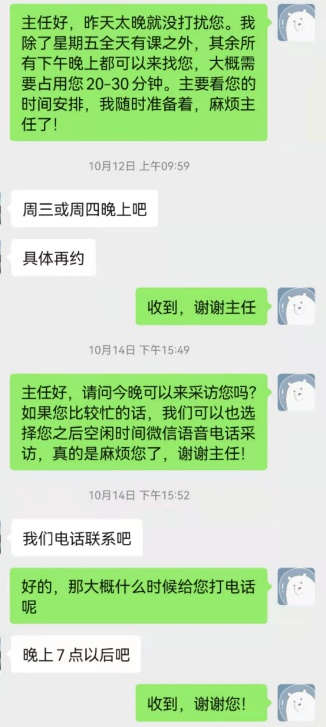 主任好，昨天太晚就没打扰您。我
除了星期五全天有课之外，其余所
有下午晚上都可以来找您，大概需
要占用您 20-30 分钟。主要看您的
时间安排，我随时准备着，麻烦主
任了！
10月12日 上午09:59
周三或周四晚上吧
具体再约
收到，谢谢主任
10月14日 下午15:49
主任好，请问今晚可以来采访您吗？
如果您比较忙的话，我们可以也选
择您之后空闲时间微信语音电话采
访，真的是麻烦您了，谢谢主任！
10月14日 下午15:52
我们电话联系吧
好的，那大概什么时候给您打电话
呢
晚上 7 点以后吧
收到，谢谢您！